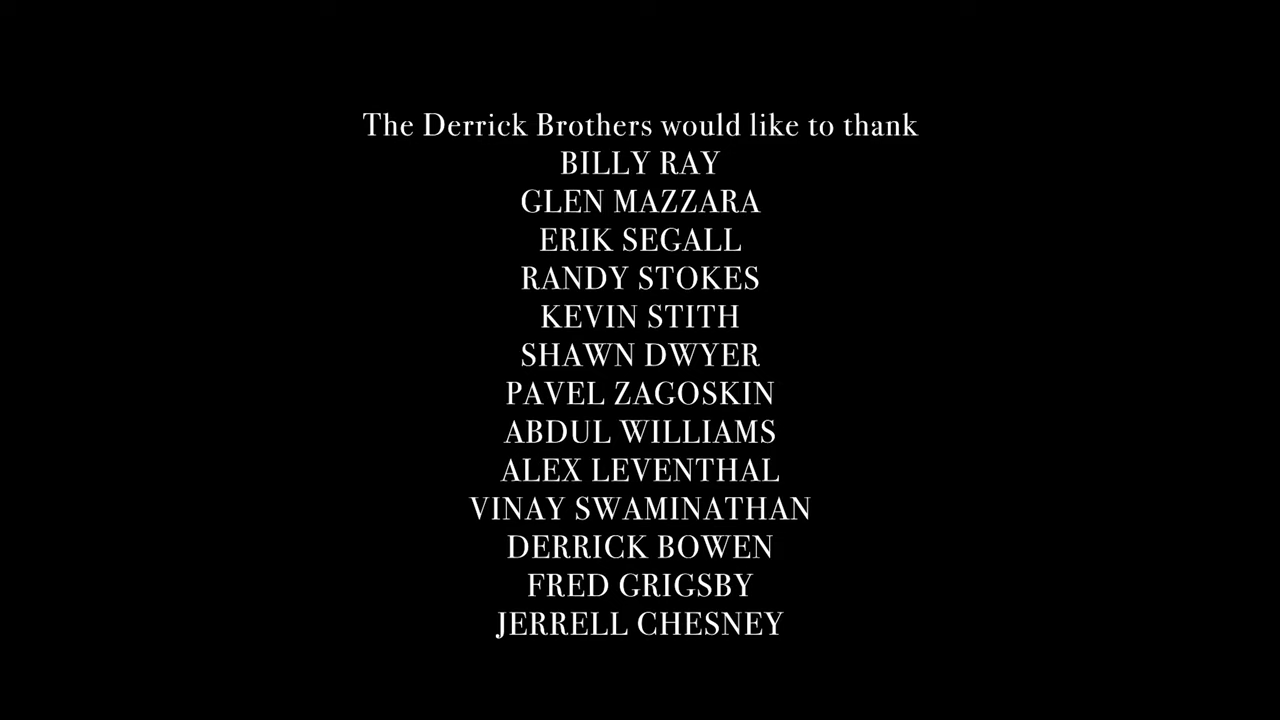 The Derrick Brothers would like to thank
BILLY RAY
GLEN MAZZARA
ERIK SEGALL
RANDY STOKES
KEVIN STITH
SHAWN DWYER
PAVEL ZAGOSKIN
ABDUL WILLIAMS
ALEX LEVENTHAL
VINAY SWAMINATHAN
DERRICK BOWEN
FRED GRIGSBY
JERRELL CHESNEY